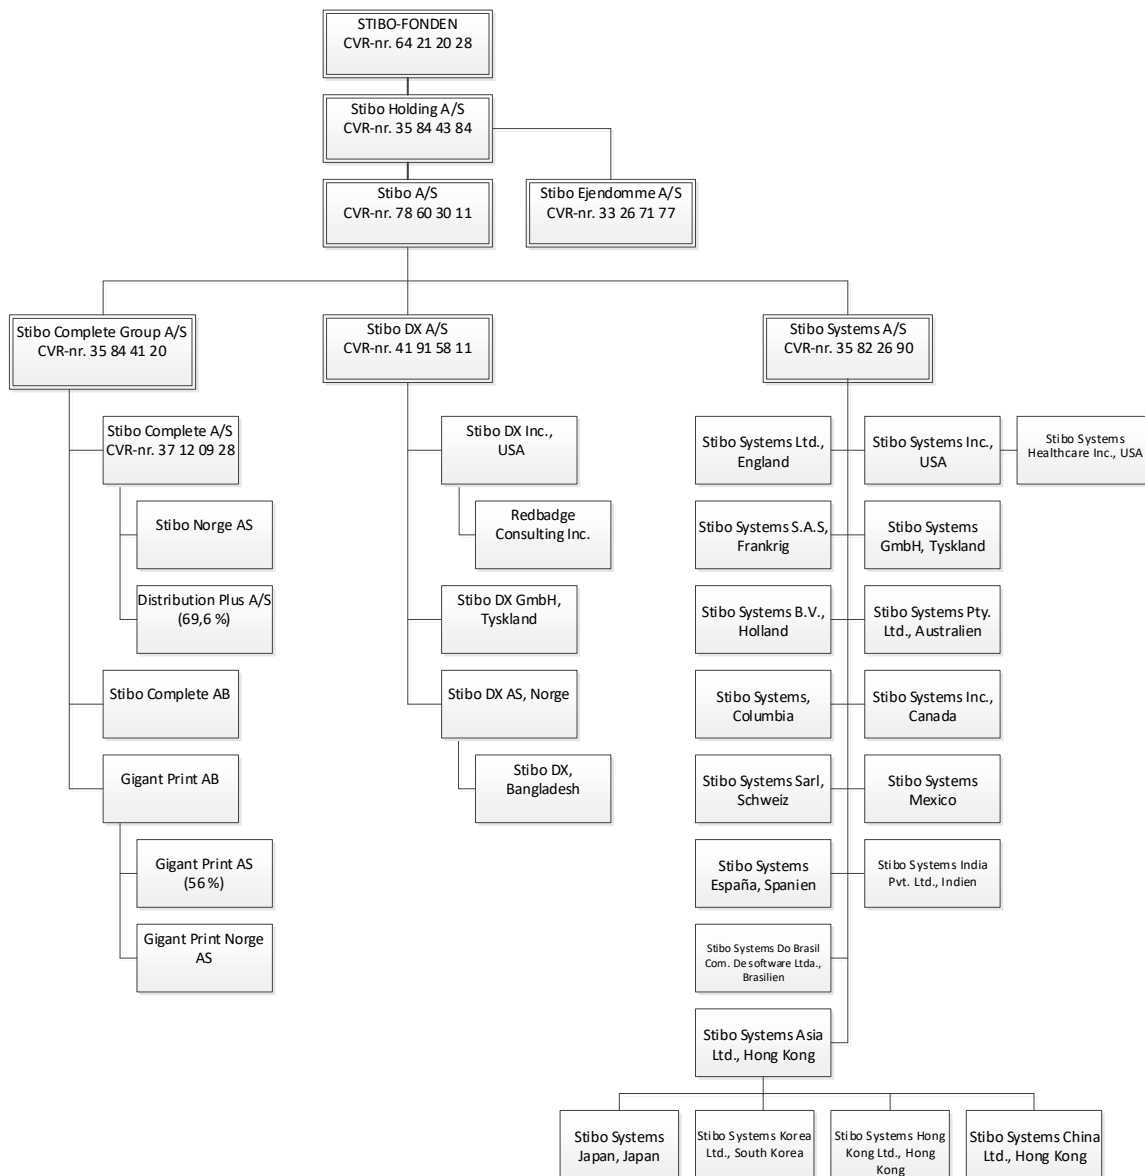 STIBO-FONDEN
CVR-nr. 64 21 20 28
Stibo Holding A/S
CVR-nr. 35 84 43 84
Stibo A/S
CVR-nr. 78 60 30 11
Stibo Ejendomme A/S
CVR-nr. 33 26 71 77
Stibo Complete Group A/S
CVR-nr. 35 84 41 20
Stibo DX A/S
CVR-nr. 41 91 58 11
Stibo Systems A/S
CVR-nr. 35 82 26 90
Stibo Complete A/S
CVR-nr. 37 12 09 28
Stibo Norge AS
Distribution Plus A/S
(69,6 %)
Stibo Complete AB
Gigant Print AB
Gigant Print AS
(56 %)
Gigant Print Norge
AS
Stibo DX Inc.,
USA
Redbadge
Consulting Inc.
Stibo DX GmbH,
Tyskland
Stibo DX AS, Norge
Stibo DX,
Bangladesh
Stibo Systems Ltd.,
England
Stibo Systems Inc.,
USA
Stibo Systems
Healthcare Inc., USA
Stibo Systems S.A.S,
Frankrig
Stibo Systems
GmbH, Tyskland
Stibo Systems B.V.,
Holland
Stibo Systems Pty.
Ltd., Australien
Stibo Systems,
Columbia
Stibo Systems Inc.,
Canada
Stibo Systems Sarl,
Schweiz
Stibo Systems
Mexico
Stibo Systems
España, Spanien
Stibo Systems India
Pvt. Ltd., Indien
Stibo Systems Do Brasil
Com. De software Ltda.,
Brasilien
Stibo Systems Asia
Ltd., Hong Kong
Stibo Systems
Japan, Japan
Stibo Systems Korea
Ltd., South Korea
Stibo Systems Hong
Kong Ltd., Hong
Kong
Stibo Systems China
Ltd., Hong Kong